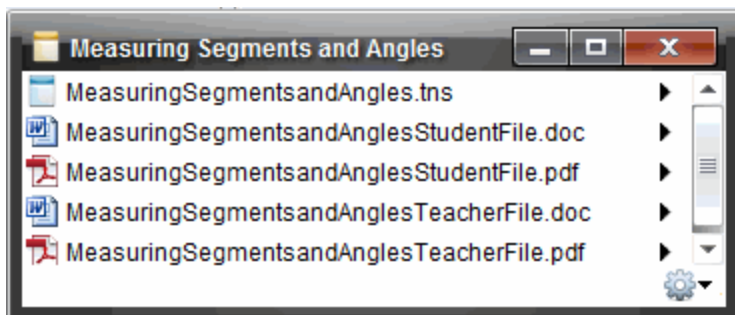 Measuring Segments and Angles
MeasuringSegmentsandAngles.tns
MeasuringSegmentsandAnglesStudentFile.doc
MeasuringSegmentsandAnglesStudentFile.pdf
MeasuringSegmentsandAnglesTeacherFile.doc
MeasuringSegmentsandAnglesTeacherFile.pdf